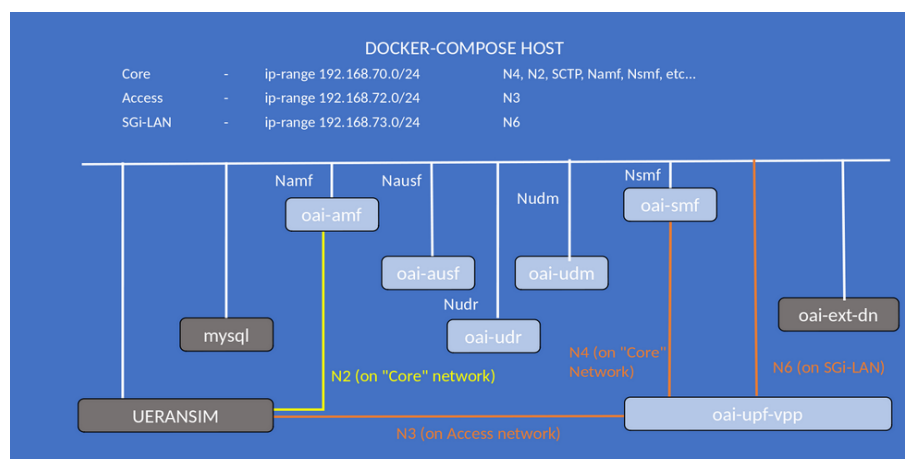 DOCKER-COMPOSE HOST
Core - ip-range 192.168.70.0/24 N4, N2, SCTP, Namf, Nsmf, etc...
Access - ip-range 192.168.72.0/24 N3
SGi-LAN - ip-range 192.168.73.0/24 N6
Namf
Nausf
Nudm
Nsmf
oai-amf
oai-smf
oai-ausf
oai-udm
Nudr
oai-ext-dn
mysql
oai-udr
N4 (on "Core"
Network)
N2 (on "Core" network)
N6 (on SGi-LAN)
UERANSIM
oai-upf-vpp
N3 (on Access network)